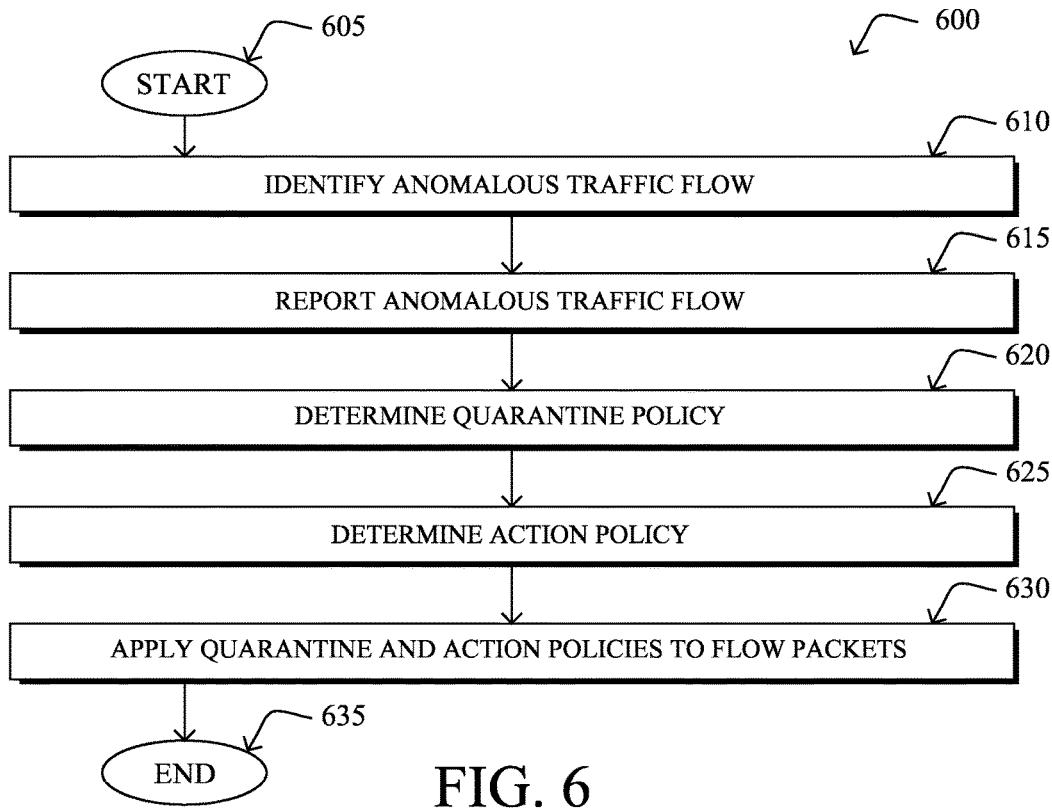 605
600
START
610
IDENTIFY ANOMALOUS TRAFFIC FLOW
615
REPORT ANOMALOUS TRAFFIC FLOW
620
DETERMINE QUARANTINE POLICY
625
DETERMINE ACTION POLICY
630
APPLY QUARANTINE AND ACTION POLICIES TO FLOW PACKETS
635
END
FIG. 6